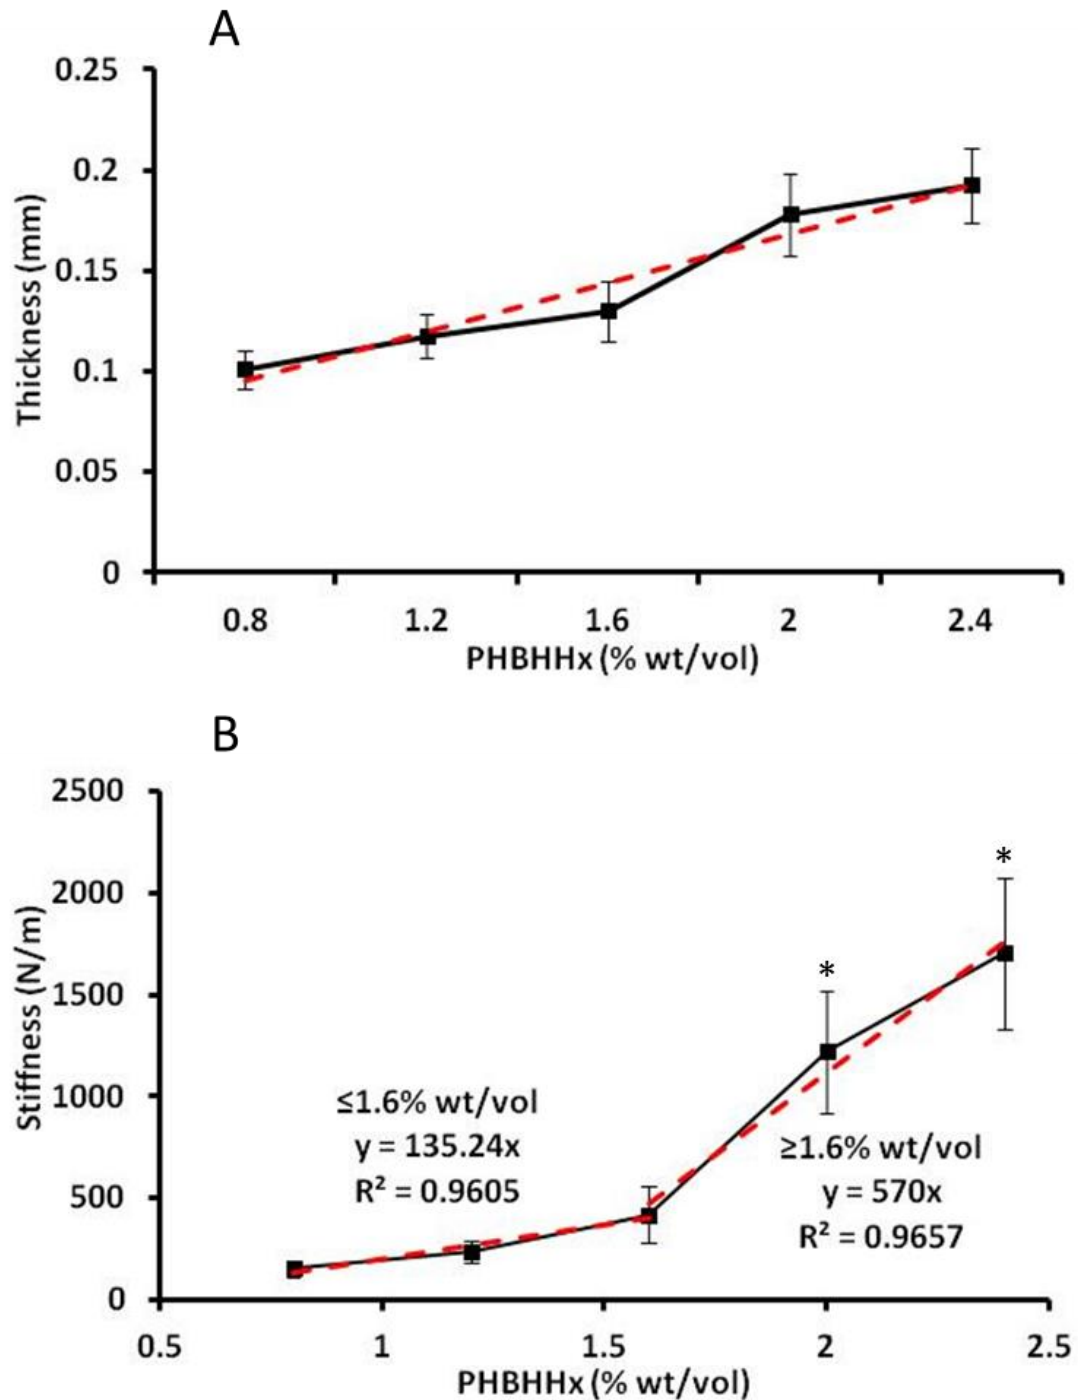 A
0.25
0.2
0.15
0.1
0.05
0
Thickness (mm)
0.8 1.2 1.6 2 2.4
PHBHHx (% wt/vol)
B
2500
2000
1500
1000
500
0
Stiffness (N/m)
*
*
≤1.6% wt/vol
y = 135.24x
R² = 0.9605
≥1.6% wt/vol
y = 570x
R² = 0.9657
0.5 1 1.5 2 2.5
PHBHHx (% wt/vol)